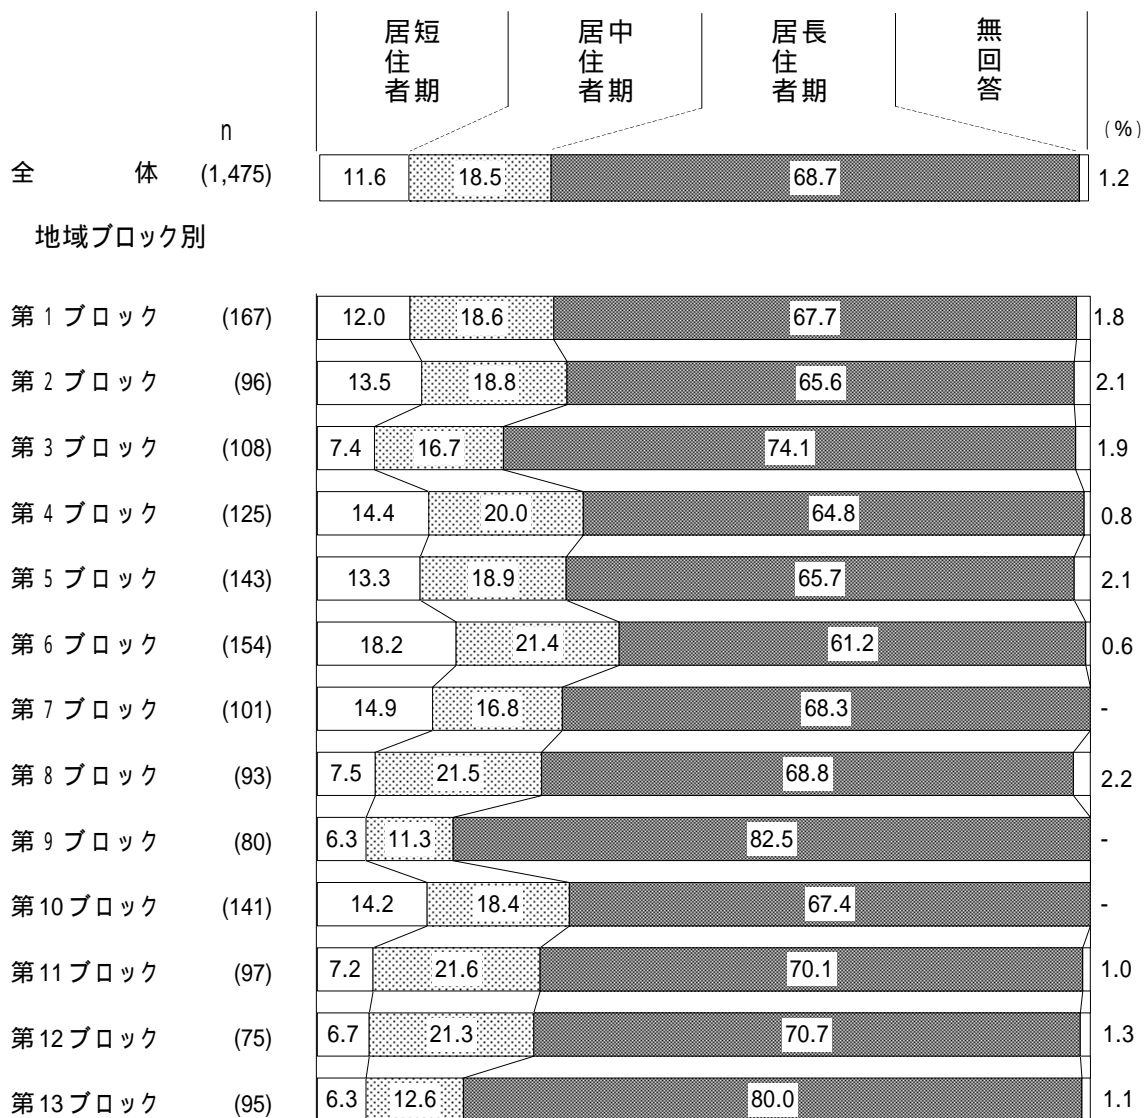 短期居住者 中期居住者 長期居住者 無回答
n (%)
全 体 (1,475) 11.6 18.5 68.7 1.2
地域ブロック別
第1ブロック (167) 12.0 18.6 67.7 1.8
第2ブロック (96) 13.5 18.8 65.6 2.1
第3ブロック (108) 7.4 16.7 74.1 1.9
第4ブロック (125) 14.4 20.0 64.8 0.8
第5ブロック (143) 13.3 18.9 65.7 2.1
第6ブロック (154) 18.2 21.4 61.2 0.6
第7ブロック (101) 14.9 16.8 68.3 -
第8ブロック (93) 7.5 21.5 68.8 2.2
第9ブロック (80) 6.3 11.3 82.5 -
第10ブロック (141) 14.2 18.4 67.4 -
第11ブロック (97) 7.2 21.6 70.1 1.0
第12ブロック (75) 6.7 21.3 70.7 1.3
第13ブロック (95) 6.3 12.6 80.0 1.1